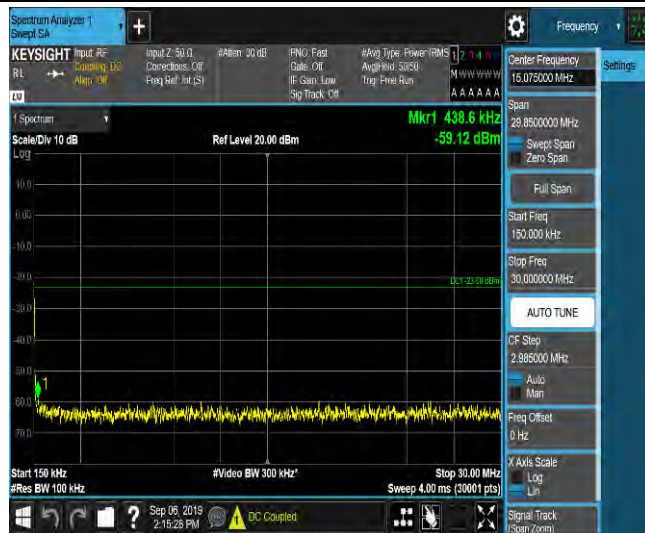 Spectrum Analyzer 1
Swept SA
+
Frequency
KEYSIGHT
RL
Input: RF
Coupling: DC
Align: Off
Input Z: 50 Ω
Corrections: Off
Freq Ref: Int (S)
#Atten: 30 dB
PNO: Fast
Gate: Off
IF Gain: Low
Sig Track: Off
#Avg Type: Power (RMS
Avg|Hold: 50/50
Trig: Free Run
1 2 3 4 5 6
M W W W W W
A A A A A A
Center Frequency
15.075000 MHz
Settings
Span
29.8500000 MHz
Swept Span
Zero Span
Full Span
Start Freq
150.000 kHz
Stop Freq
30.000000 MHz
AUTO TUNE
CF Step
2.985000 MHz
Auto
Man
Freq Offset
0 Hz
X Axis Scale
Log
Lin
Signal Track
(Span Zoom)
1 Spectrum
Scale/Div 10 dB
Log
Ref Level 20.00 dBm
Mkr1 438.6 kHz
-59.12 dBm
10.0
0.00
-10.0
-20.0
DL1 -23.00 dBm
-30.0
-40.0
-50.0
1
-60.0
-70.0
Start 150 kHz
#Res BW 100 kHz
#Video BW 300 kHz*
Stop 30.00 MHz
Sweep 4.00 ms (30001 pts)
?
Sep 06, 2019
2:15:28 PM
DC Coupled